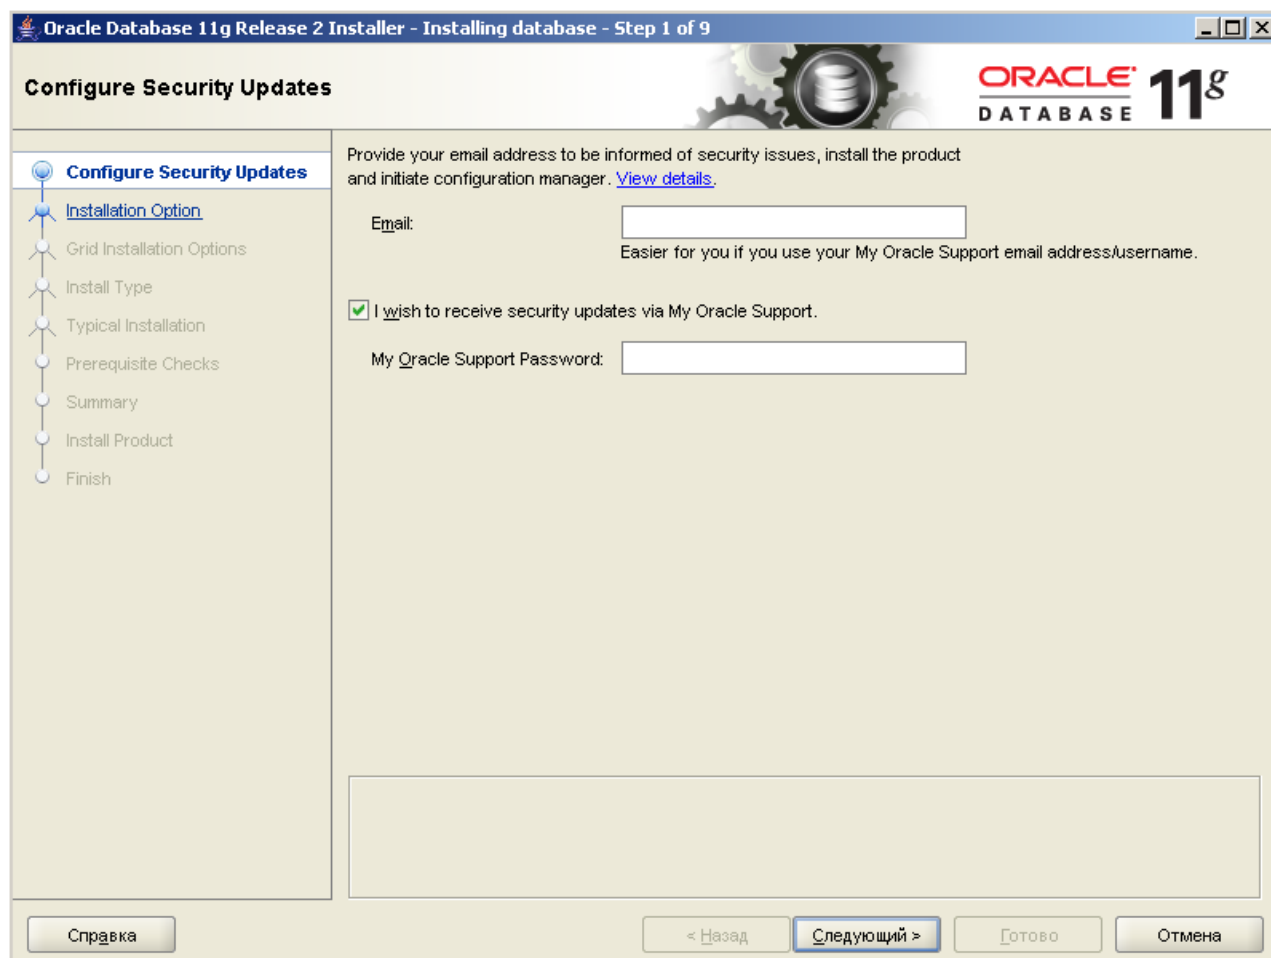 Oracle Database 11g Release 2 Installer - Installing database - Step 1 of 9
Configure Security Updates
ORACLE DATABASE 11g
Configure Security Updates
Installation Option
Grid Installation Options
Install Type
Typical Installation
Prerequisite Checks
Summary
Install Product
Finish
Provide your email address to be informed of security issues, install the product
and initiate configuration manager. View details.
Email:
Easier for you if you use your My Oracle Support email address/username.
I wish to receive security updates via My Oracle Support.
My Oracle Support Password:
Справка
< Назад
Следующий >
Готово
Отмена